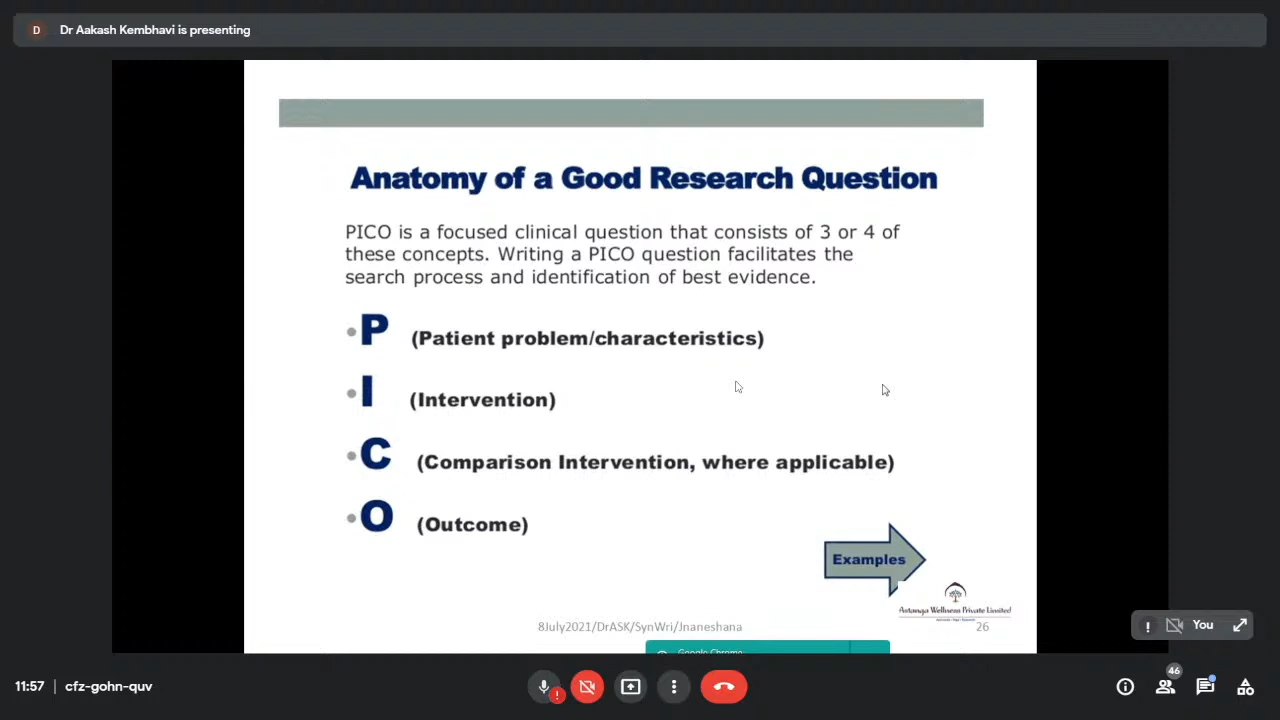 D Dr Aakash Kembhavi is presenting
Anatomy of a Good Research Question
PICO is a focused clinical question that consists of 3 or 4 of
these concepts. Writing a PICO question facilitates the
search process and identification of best evidence.
•P (Patient problem/characteristics)
•I (Intervention)
•C (Comparison Intervention, where applicable)
•O (Outcome)
Examples
Astanga Wellness Private Limited
8July2021/DrASK/SynWri/Jnaneshana
26
You
Google Chrome
46
11:57 | cfz-gohn-quv